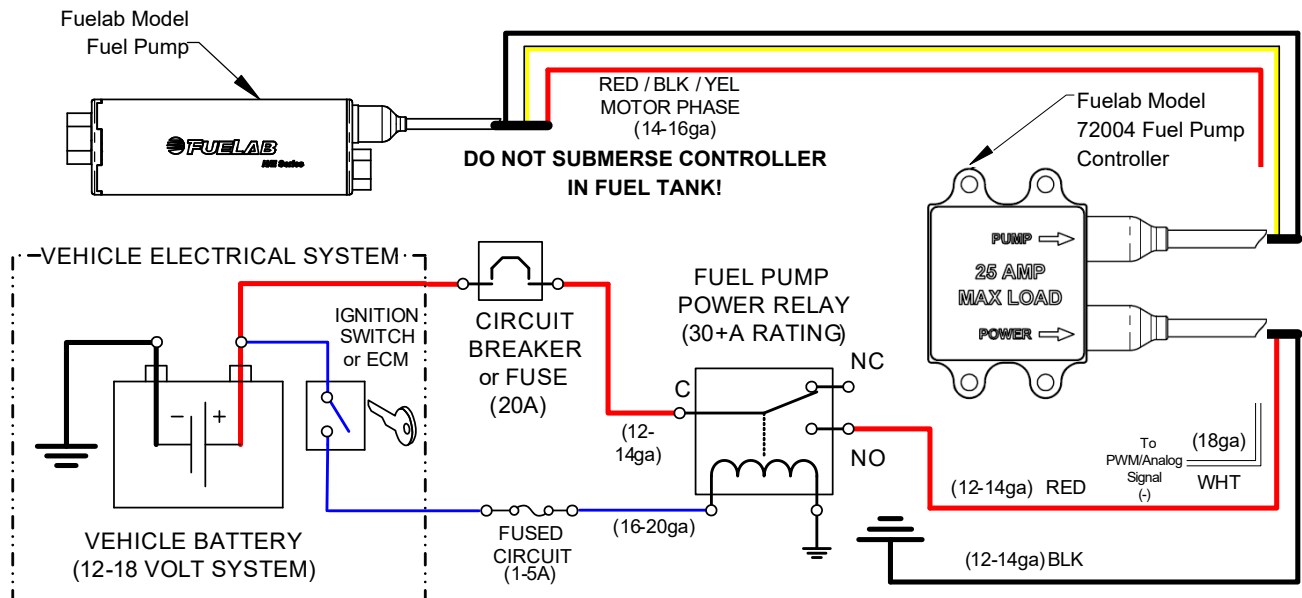 Fuelab Model
Fuel Pump
FUELAB
RED / BLK / YEL
MOTOR PHASE
(14-16ga)
DO NOT SUBMERSE CONTROLLER
IN FUEL TANK!
Fuelab Model
72004 Fuel Pump
Controller
PUMP
25 AMP
MAX LOAD
POWER
VEHICLE ELECTRICAL SYSTEM
IGNITION
SWITCH
or ECM
- +
VEHICLE BATTERY
(12-18 VOLT SYSTEM)
CIRCUIT
BREAKER
or FUSE
(20A)
FUSED
CIRCUIT
(1-5A)
(16-20ga)
FUEL PUMP
POWER RELAY
(30+A RATING)
C
NC
NO
(12-
14ga)
To
PWM/Analog
Signal
(-)
(18ga)
WHT
(12-14ga) RED
(12-14ga) BLK